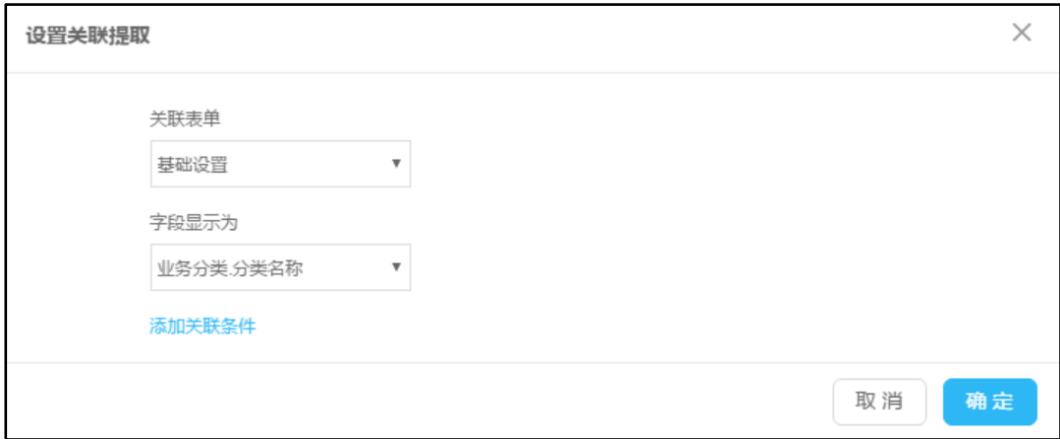 设置关联提取
关联表单
基础设置
字段显示为
业务分类.分类名称
添加关联条件
取消 确定